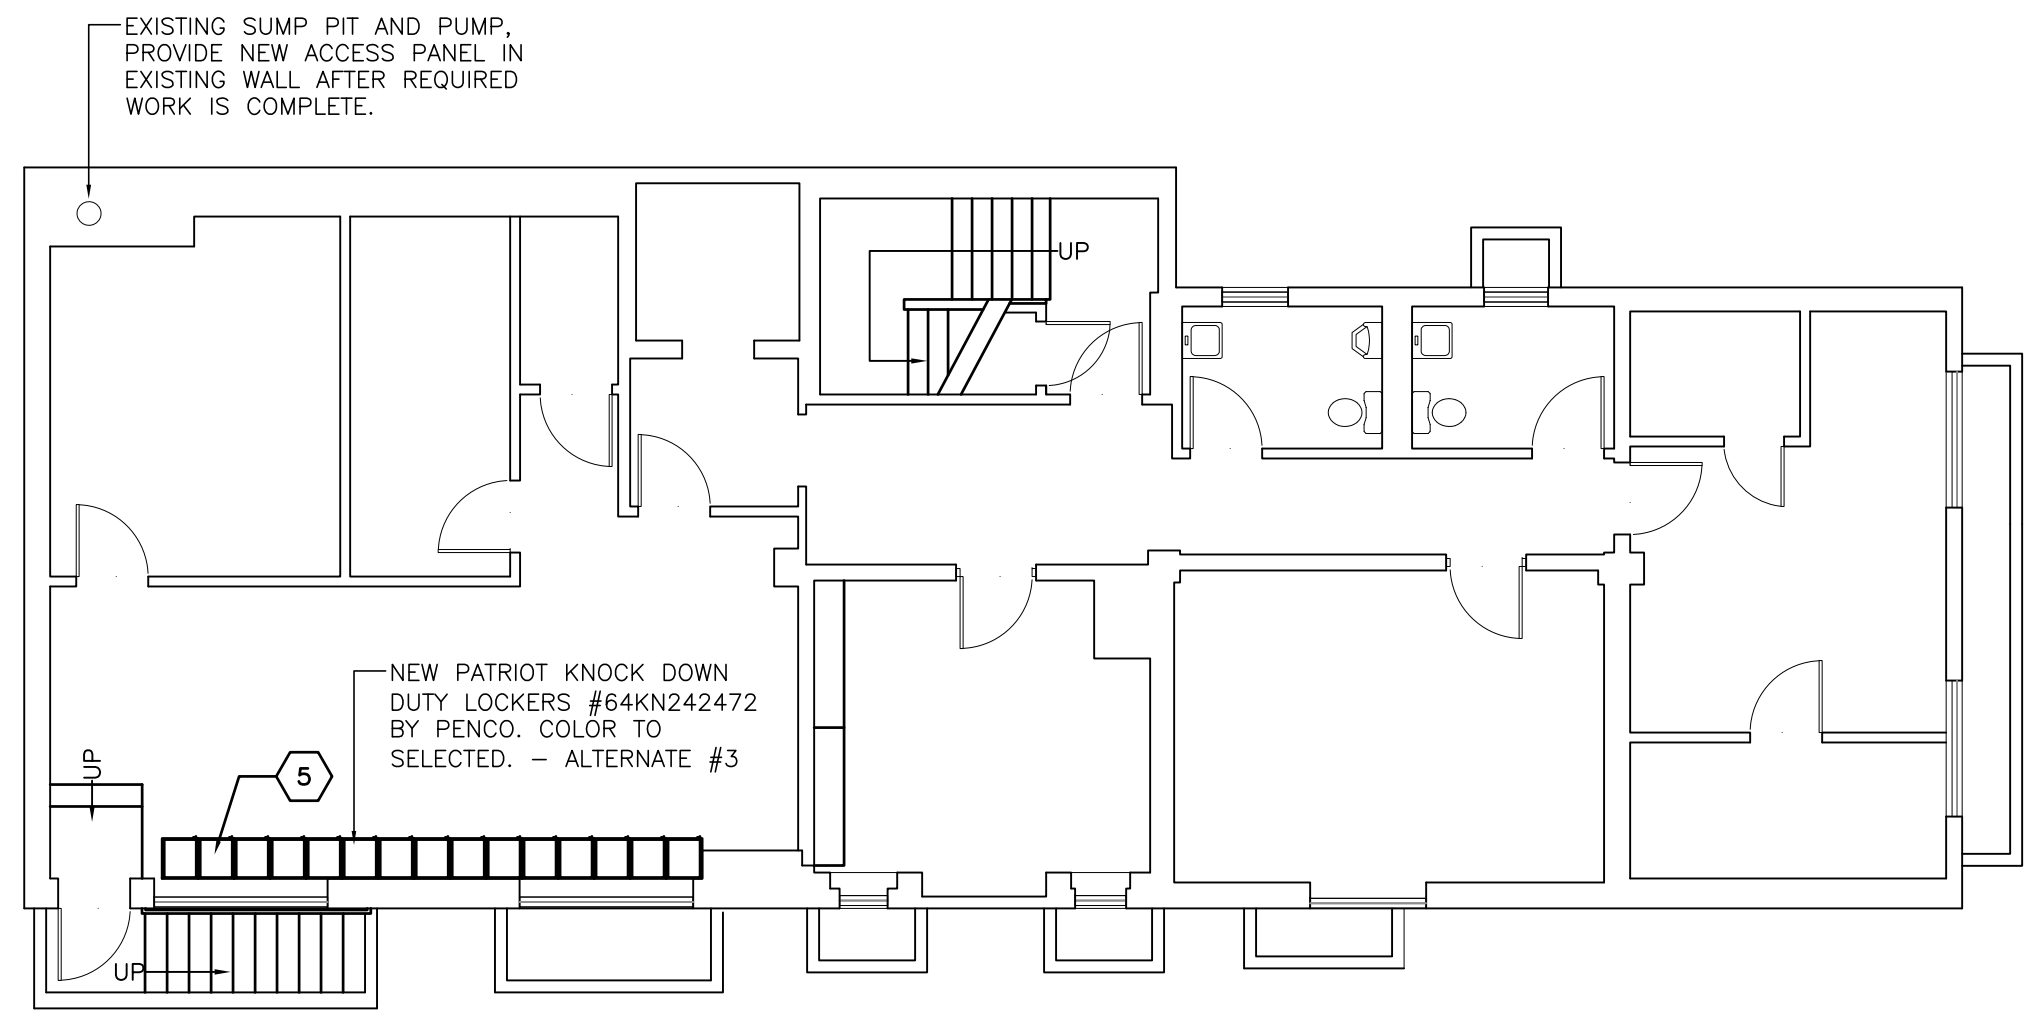 EXISTING SUMP PIT AND PUMP,
PROVIDE NEW ACCESS PANEL IN
EXISTING WALL AFTER REQUIRED
WORK IS COMPLETE.
UP
NEW PATRIOT KNOCK DOWN
DUTY LOCKERS #64KN242472
BY PENCO. COLOR TO
SELECTED. – ALTERNATE #3
UP
5
UP